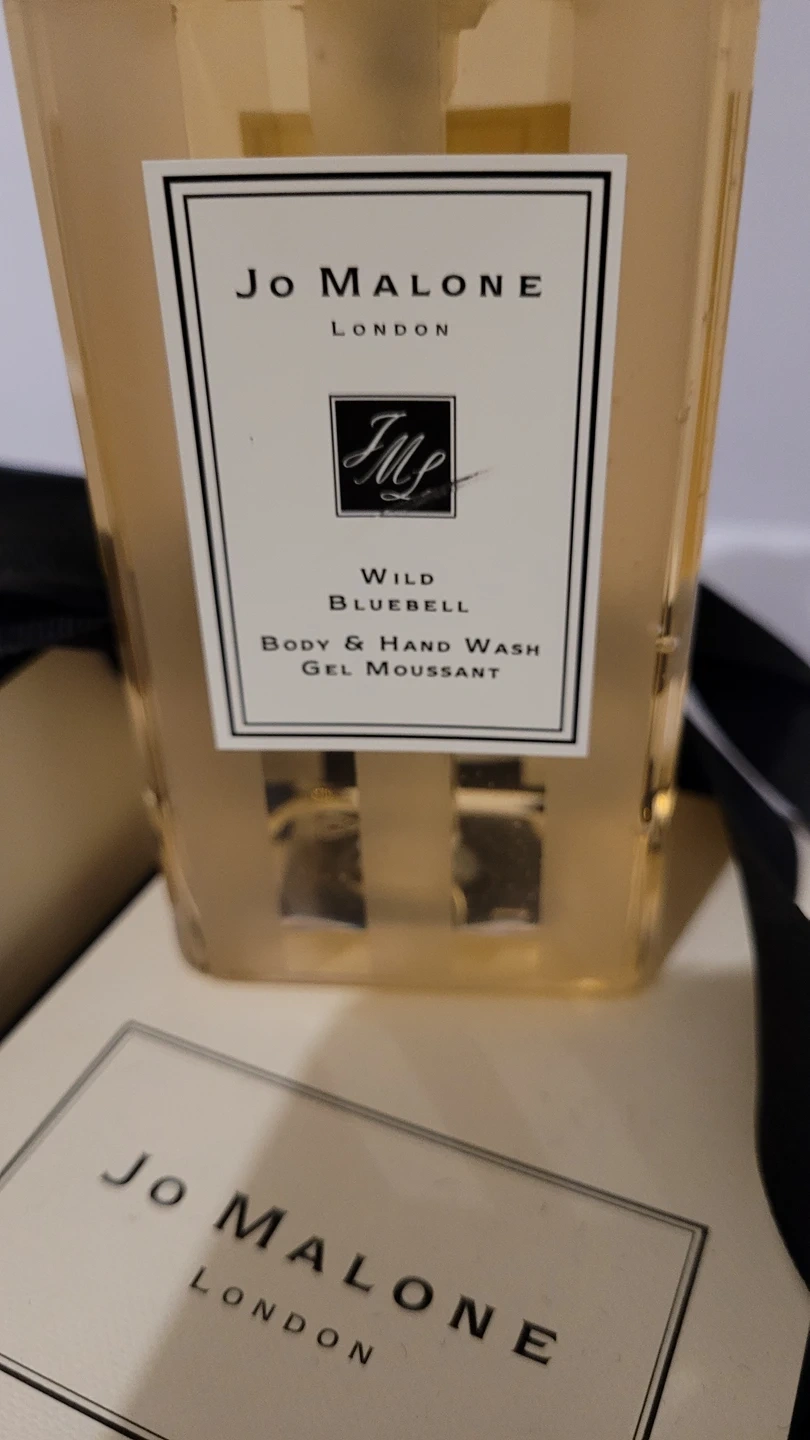 Jo Malone
London
JML
Wild
Bluebell
Body & Hand Wash
Gel Moussant
Jo Malone
London